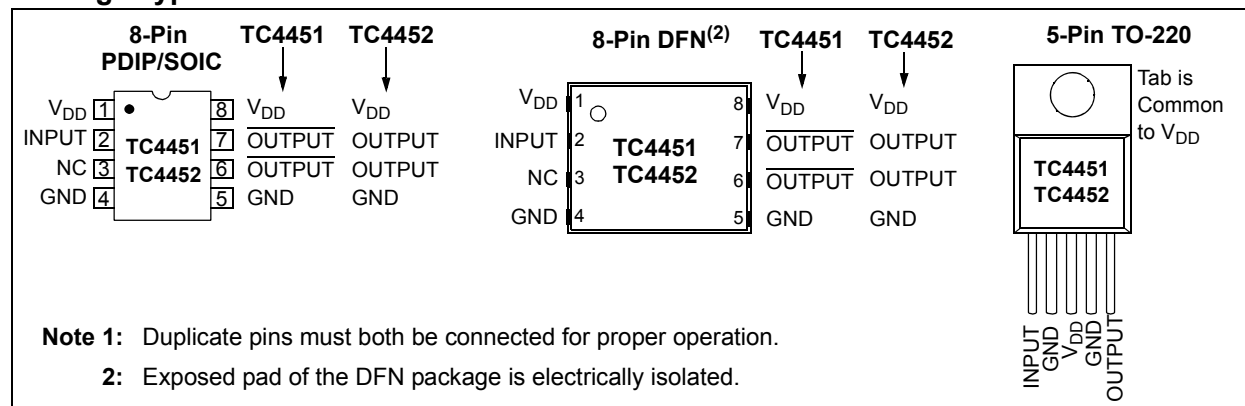 8-Pin
PDIP/SOIC
TC4451 TC4452
VDD 1 8 VDD VDD
INPUT 2 7 OUTPUT OUTPUT
NC 3 6 OUTPUT OUTPUT
GND 4 5 GND GND
TC4451
TC4452
8-Pin DFN(2) TC4451 TC4452
VDD 1 8 VDD VDD
INPUT 2 7 OUTPUT OUTPUT
NC 3 6 OUTPUT OUTPUT
GND 4 5 GND GND
TC4451
TC4452
5-Pin TO-220
Tab is
Common
to VDD
TC4451
TC4452
INPUT
GND
VDD
GND
OUTPUT
Note 1: Duplicate pins must both be connected for proper operation.
2: Exposed pad of the DFN package is electrically isolated.